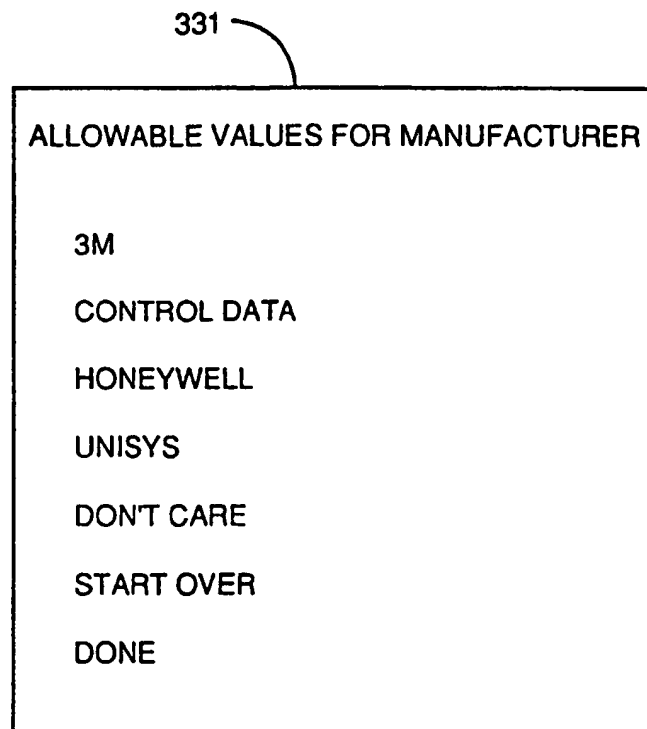 331
ALLOWABLE VALUES FOR MANUFACTURER
3M
CONTROL DATA
HONEYWELL
UNISYS
DON'T CARE
START OVER
DONE